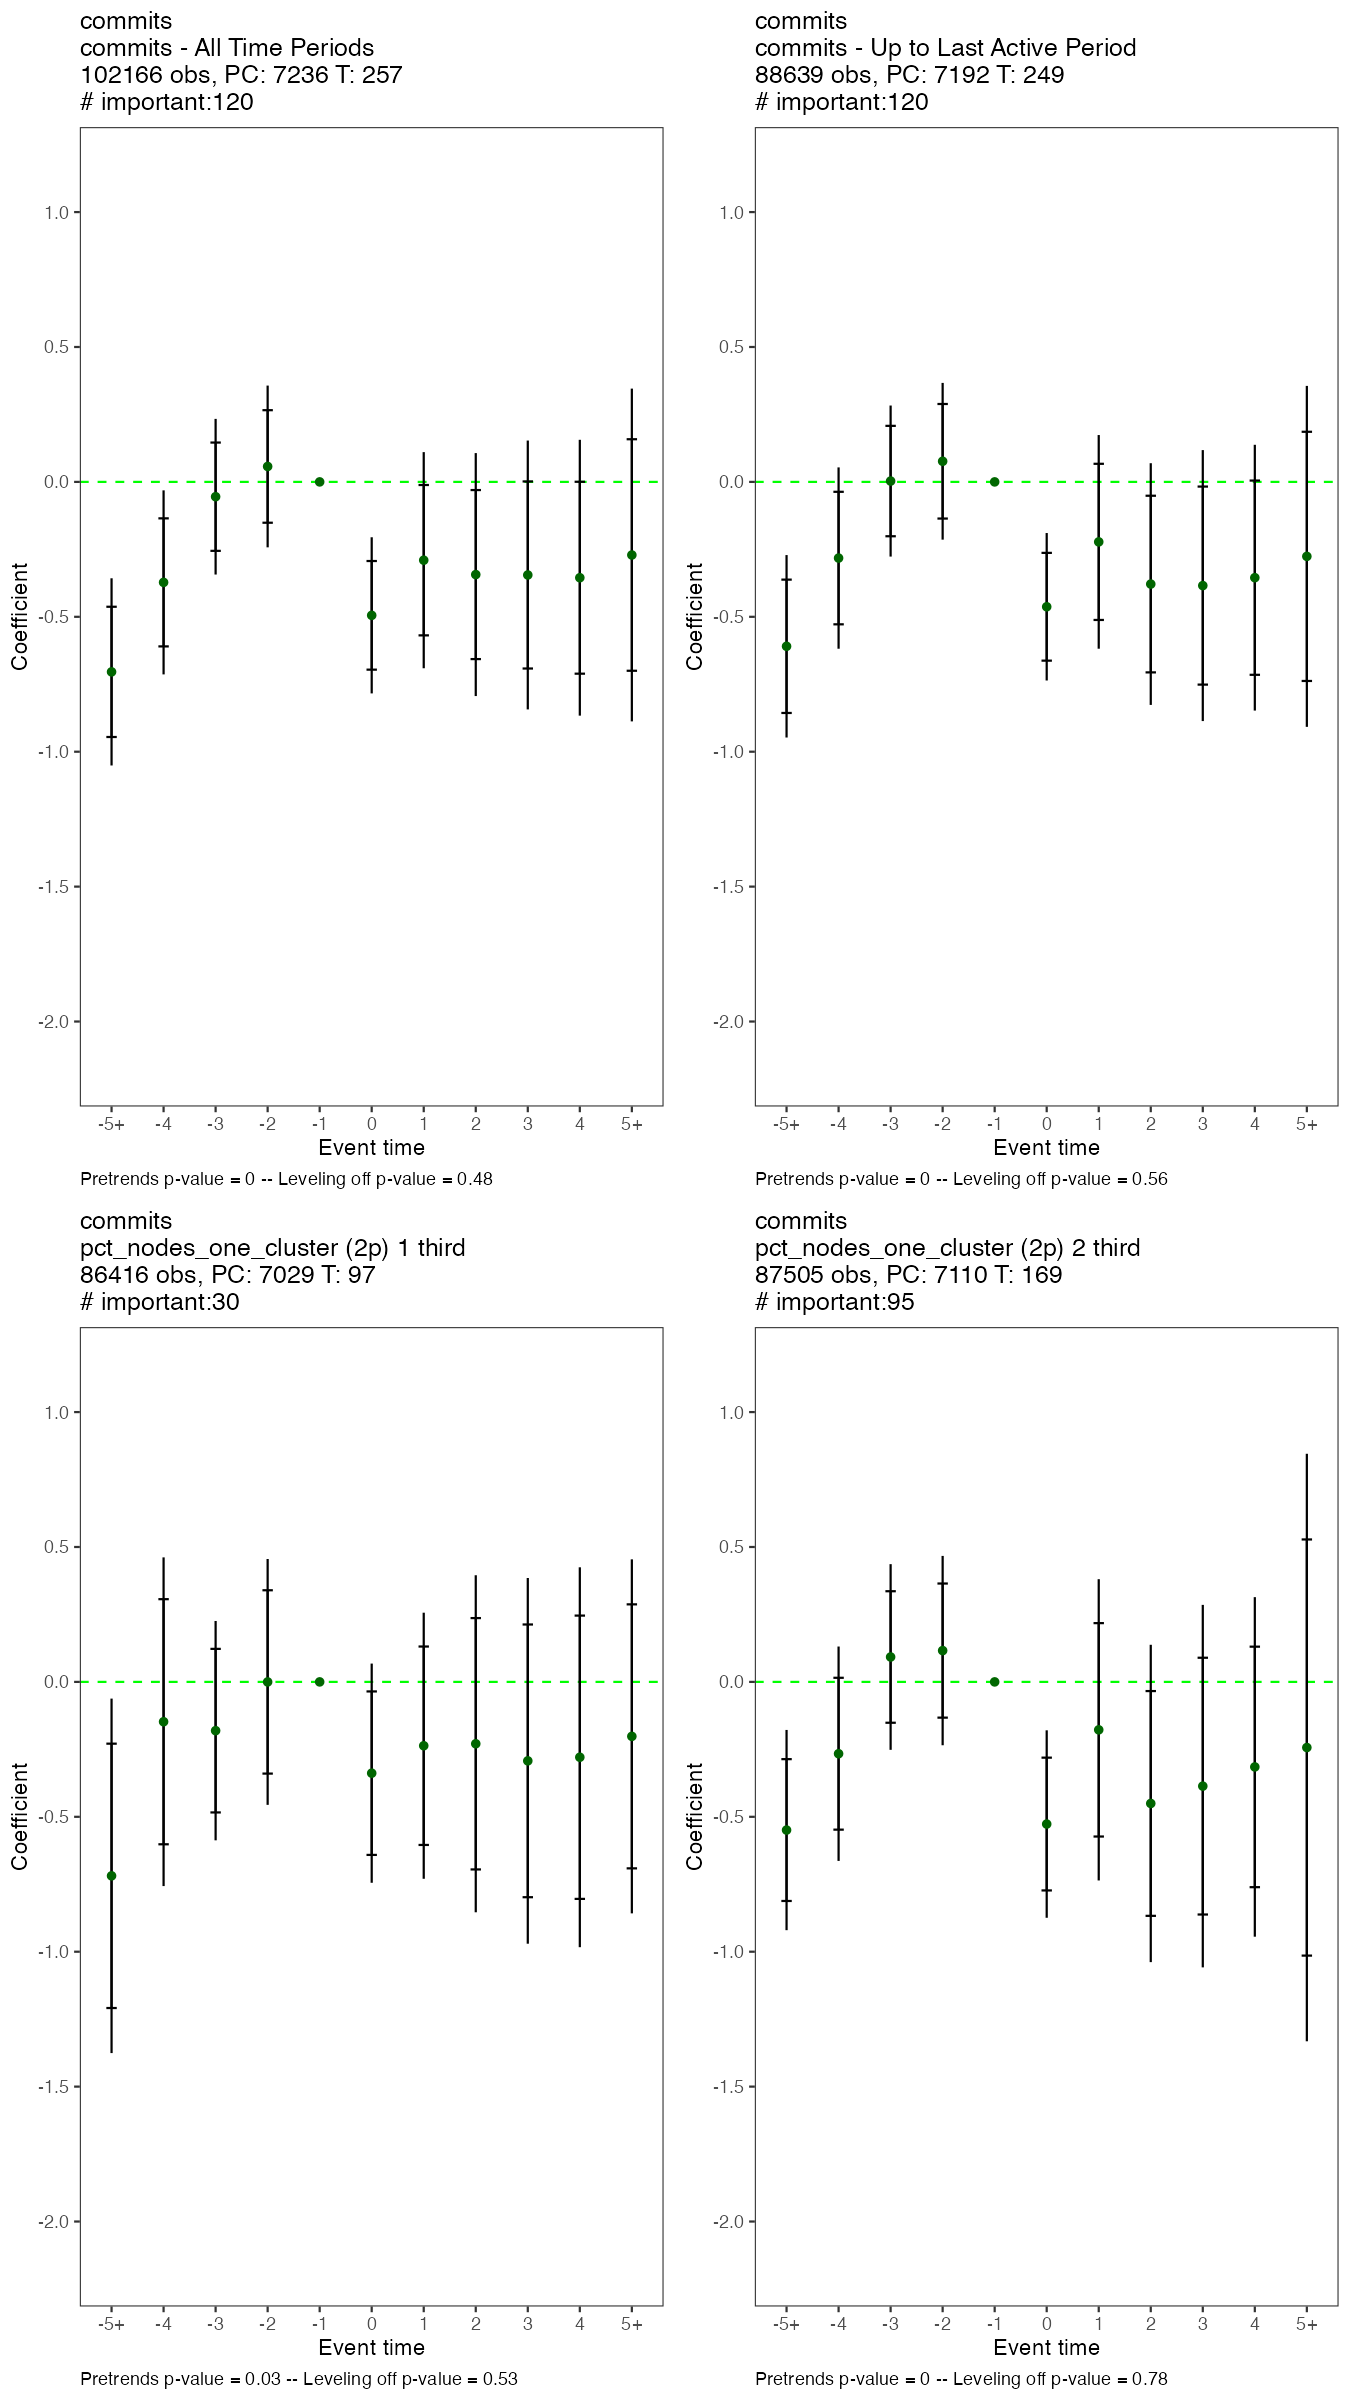 commits
commits - All Time Periods
102166 obs, PC: 7236 T: 257
# important:120
1.0
0.5
0.0
-0.5
-1.0
-1.5
-2.0
Coefficient
-5+ -4 -3 -2 -1 0 1 2 3 4 5+
Event time
Pretrends p-value = 0 -- Leveling off p-value = 0.48
commits
commits - Up to Last Active Period
88639 obs, PC: 7192 T: 249
# important:120
1.0
0.5
0.0
-0.5
-1.0
-1.5
-2.0
Coefficient
-5+ -4 -3 -2 -1 0 1 2 3 4 5+
Event time
Pretrends p-value = 0 -- Leveling off p-value = 0.56
commits
pct_nodes_one_cluster (2p) 1 third
86416 obs, PC: 7029 T: 97
# important:30
1.0
0.5
0.0
-0.5
-1.0
-1.5
-2.0
Coefficient
-5+ -4 -3 -2 -1 0 1 2 3 4 5+
Event time
Pretrends p-value = 0.03 -- Leveling off p-value = 0.53
commits
pct_nodes_one_cluster (2p) 2 third
87505 obs, PC: 7110 T: 169
# important:95
1.0
0.5
0.0
-0.5
-1.0
-1.5
-2.0
Coefficient
-5+ -4 -3 -2 -1 0 1 2 3 4 5+
Event time
Pretrends p-value = 0 -- Leveling off p-value = 0.78